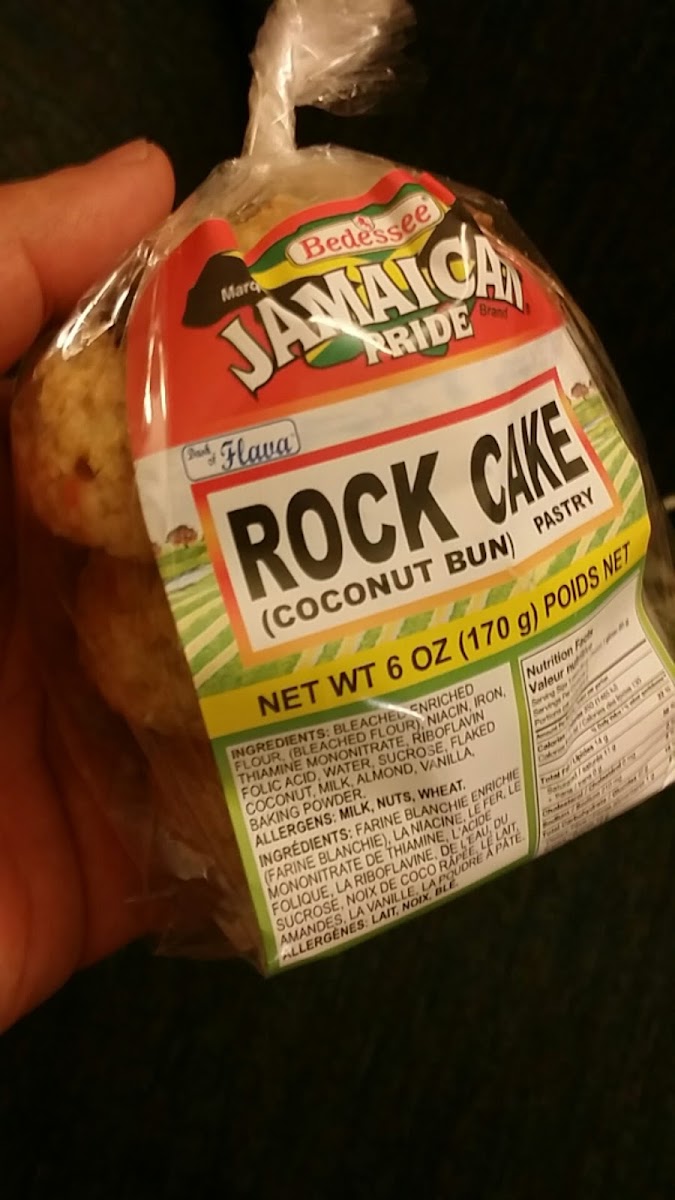 Bedessee
Marq
JAMAICAN
PRIDE
Brand
Dash of Flava
ROCK CAKE
(COCONUT BUN) PASTRY
NET WT 6 OZ (170 g) POIDS NET
INGREDIENTS: BLEACHED ENRICHED
FLOUR, (BLEACHED FLOUR), NIACIN, IRON,
THIAMINE MONONITRATE, RIBOFLAVIN
FOLIC ACID, WATER, SUCROSE, FLAKED
COCONUT, MILK, ALMOND, VANILLA,
BAKING POWDER.
ALLERGENS: MILK, NUTS, WHEAT.
INGRÉDIENTS: FARINE BLANCHIE ENRICHIE
(FARINE BLANCHIE), LA NIACINE, LE FER, LE
MONONITRATE DE THIAMINE, L'ACIDE
FOLIQUE, LA RIBOFLAVINE, DE L'EAU, DU
SUCROSE, NOIX DE COCO RÂPÉE, LE LAIT,
AMANDES, LA VANILLE, LA POUDRE À PATE.
ALLERGÈNES: LAIT, NOIX, BLÉ.
Nutrition Facts
Valeur